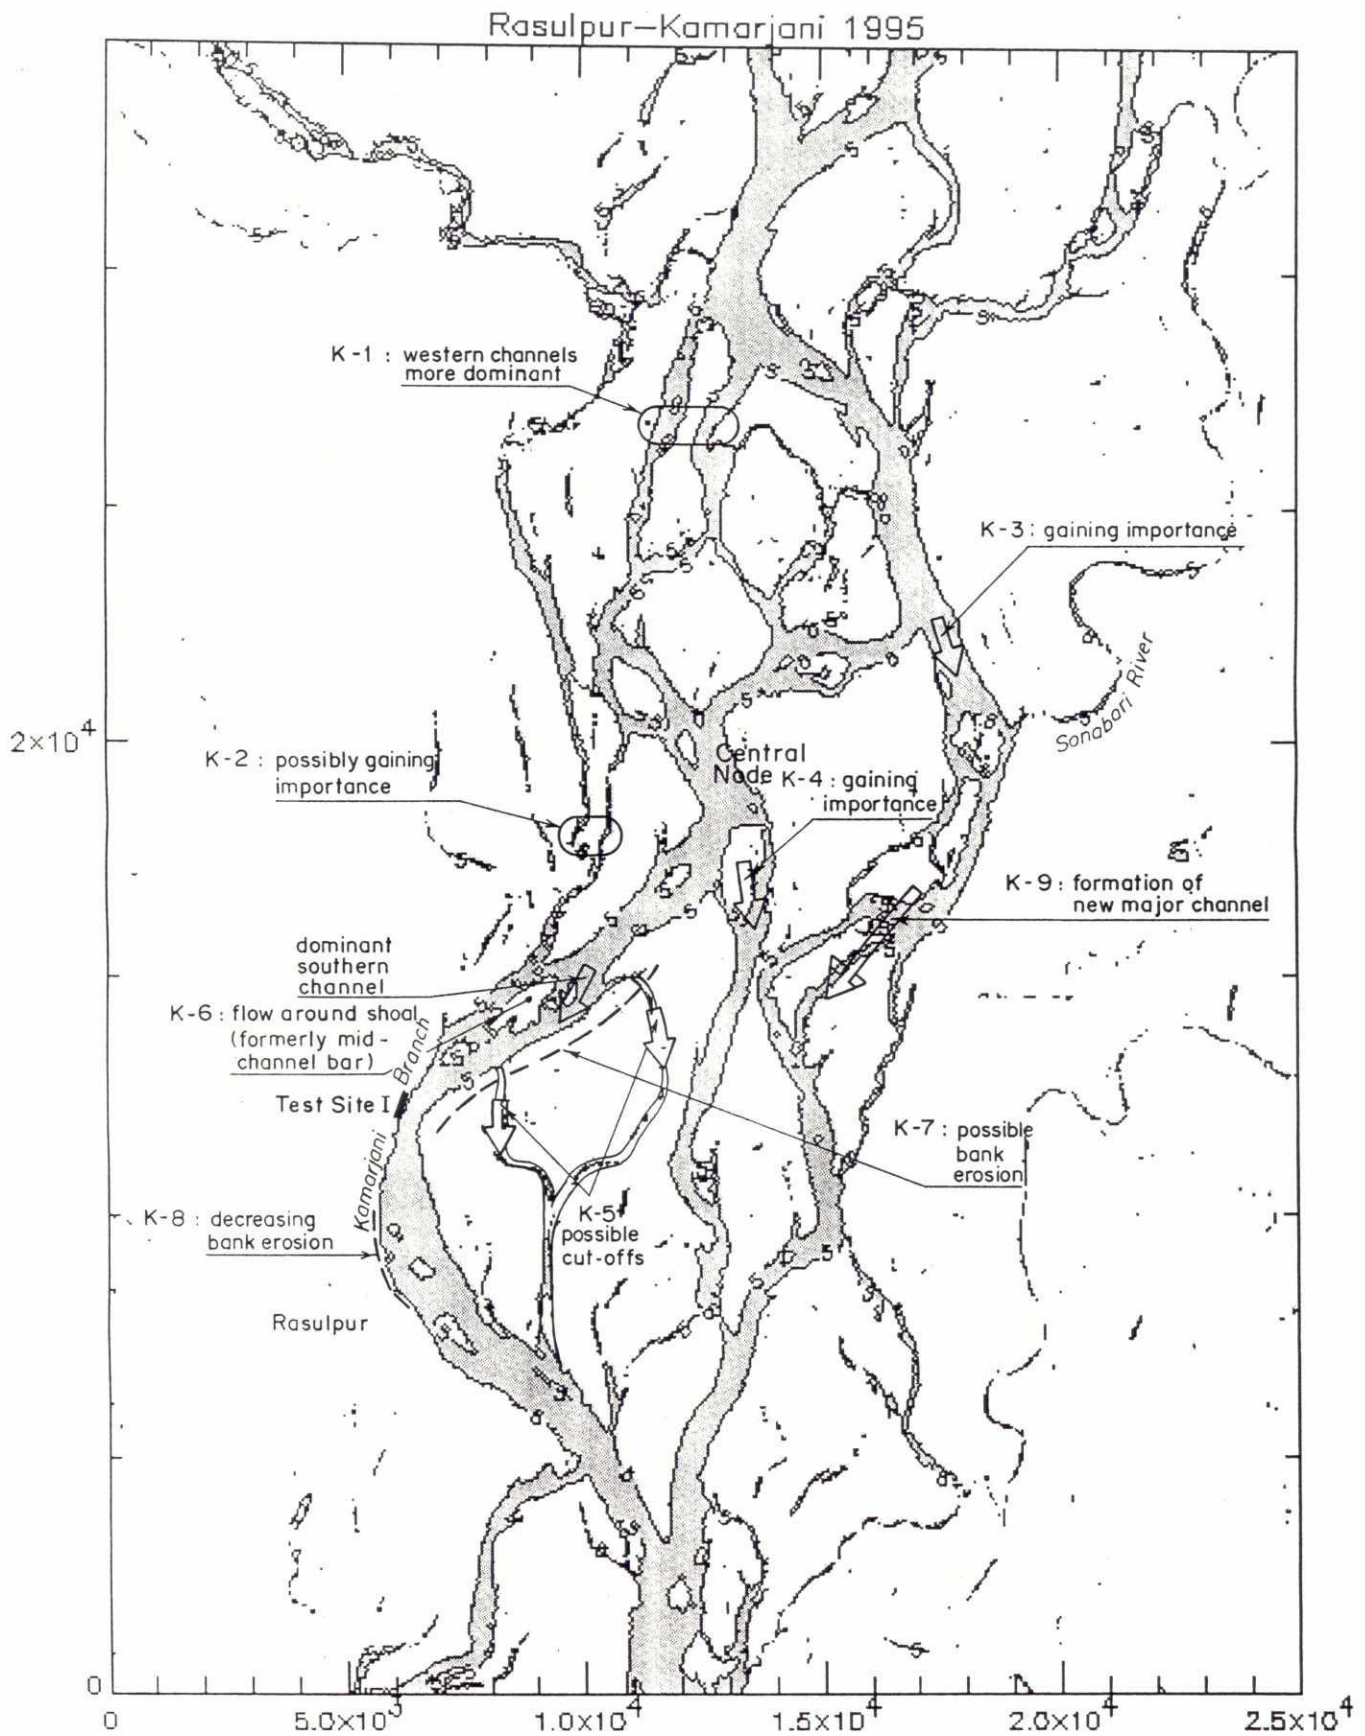 Rasulpur-Kamarjani 1995
K-1 : western channels
more dominant
K-3 : gaining importance
Sonabari River
2×10⁴
K-2 : possibly gaining
importance
Central
Node
K-4 : gaining
importance
K-9 : formation of
new major channel
dominant
southern
channel
K-6 : flow around shoal
(formerly mid-
channel bar)
Kamarjani Branch
Test Site I
K-7 : possible
bank
erosion
K-8 : decreasing
bank erosion
K-5
possible
cut-offs
Rasulpur
0
0
5.0×10³
1.0×10⁴
1.5×10⁴
2.0×10⁴
2.5×10⁴